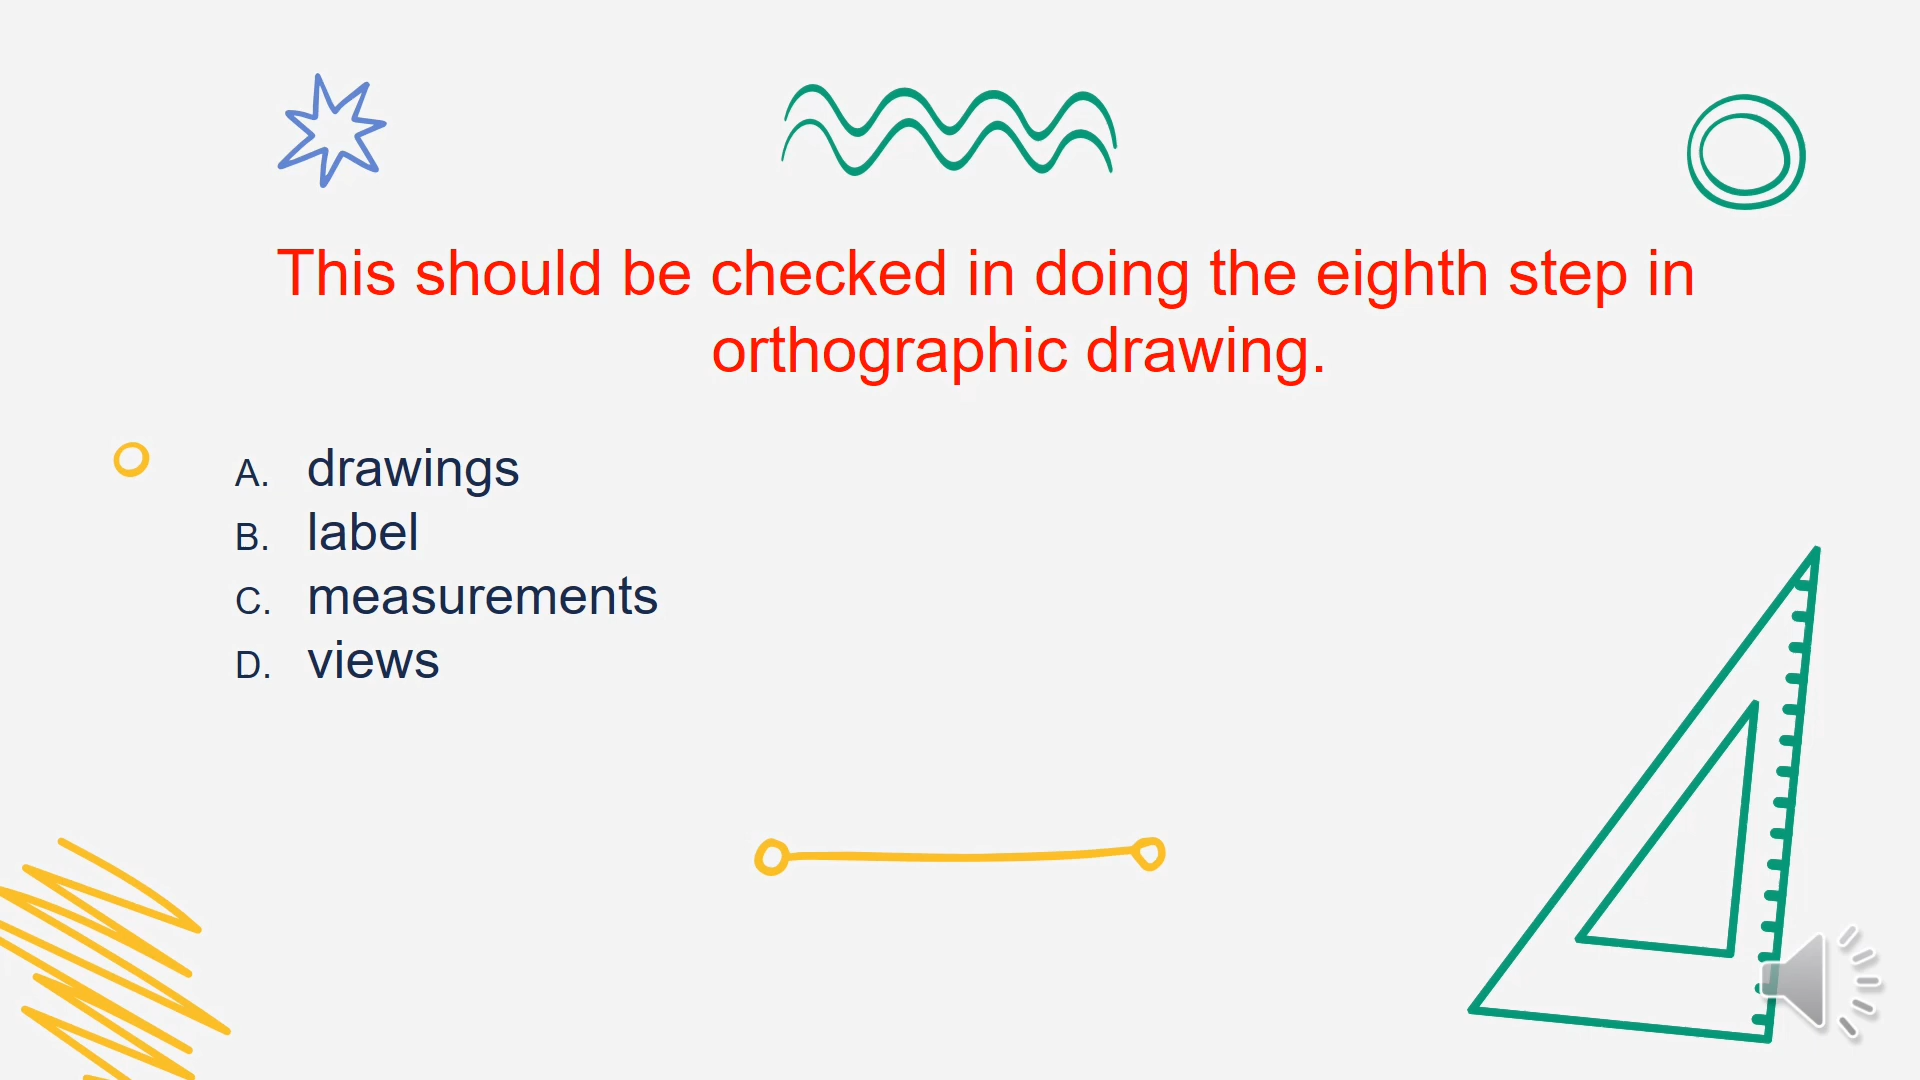 This should be checked in doing the eighth step in
orthographic drawing.
A. drawings
B. label
C. measurements
D. views